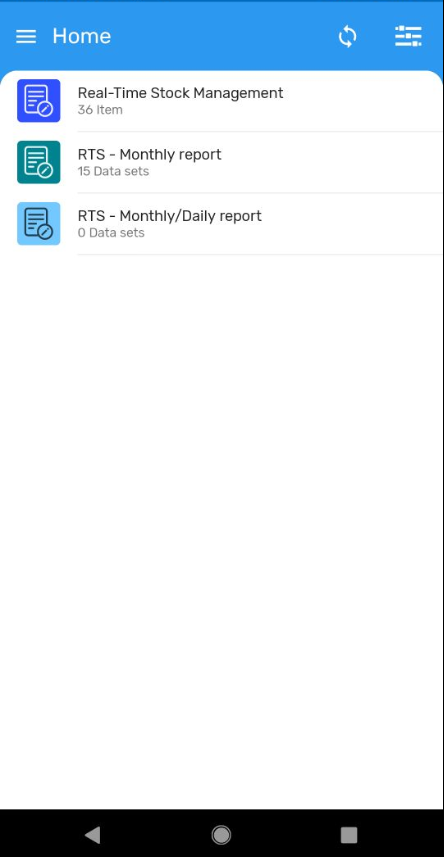 Home
Real-Time Stock Management
36 Item
RTS - Monthly report
15 Data sets
RTS - Monthly/Daily report
0 Data sets